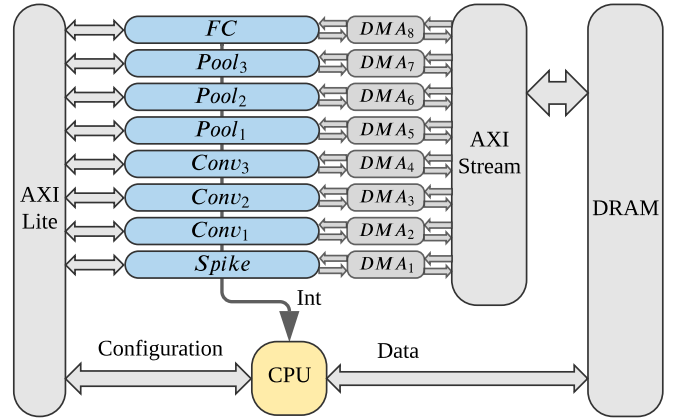 FC
DMA₈
Pool₃
DMA₇
Pool₂
DMA₆
Pool₁
DMA₅
Conv₃
DMA₄
Conv₂
DMA₃
Conv₁
DMA₂
Spike
DMA₁
AXI
Lite
AXI
Stream
DRAM
Int
Configuration
Data
CPU